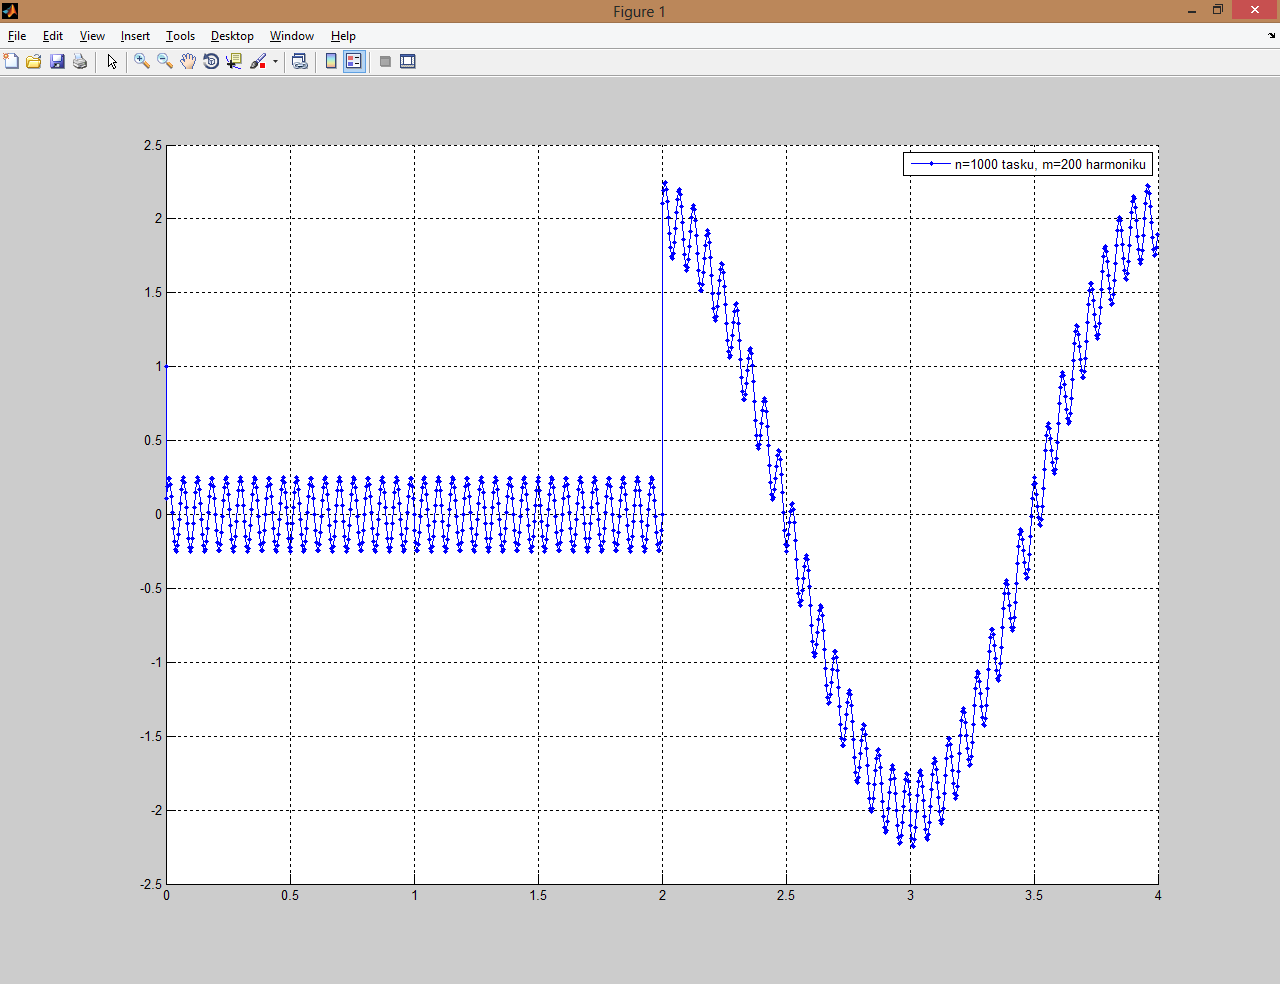 Figure 1
File Edit View Insert Tools Desktop Window Help
n=1000 tasku, m=200 harmoniku
2.5
2
1.5
1
0.5
0
-0.5
-1
-1.5
-2
-2.5
0 0.5 1 1.5 2 2.5 3 3.5 4